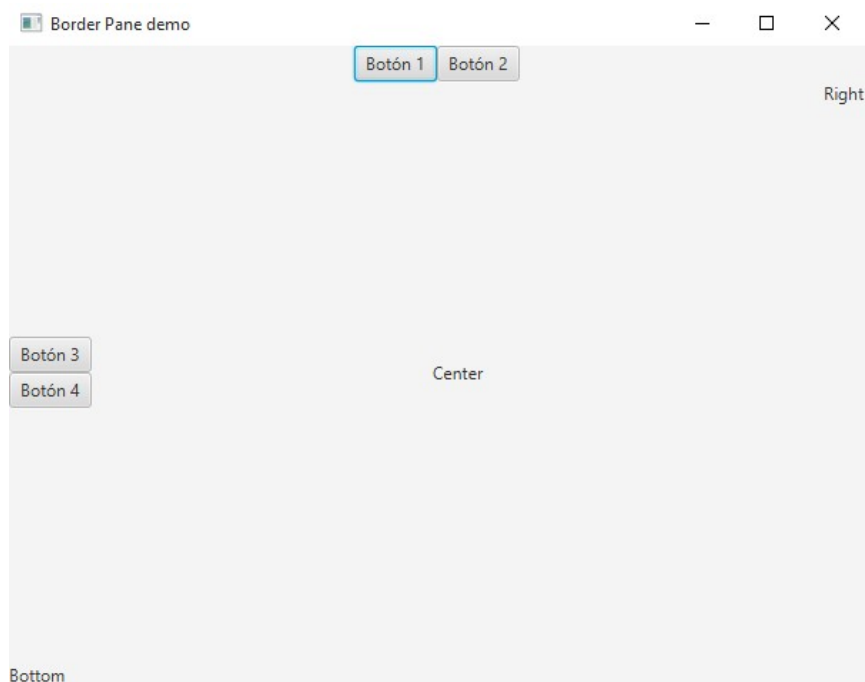 Border Pane demo
Botón 1 Botón 2
Right
Botón 3
Center
Botón 4
Bottom